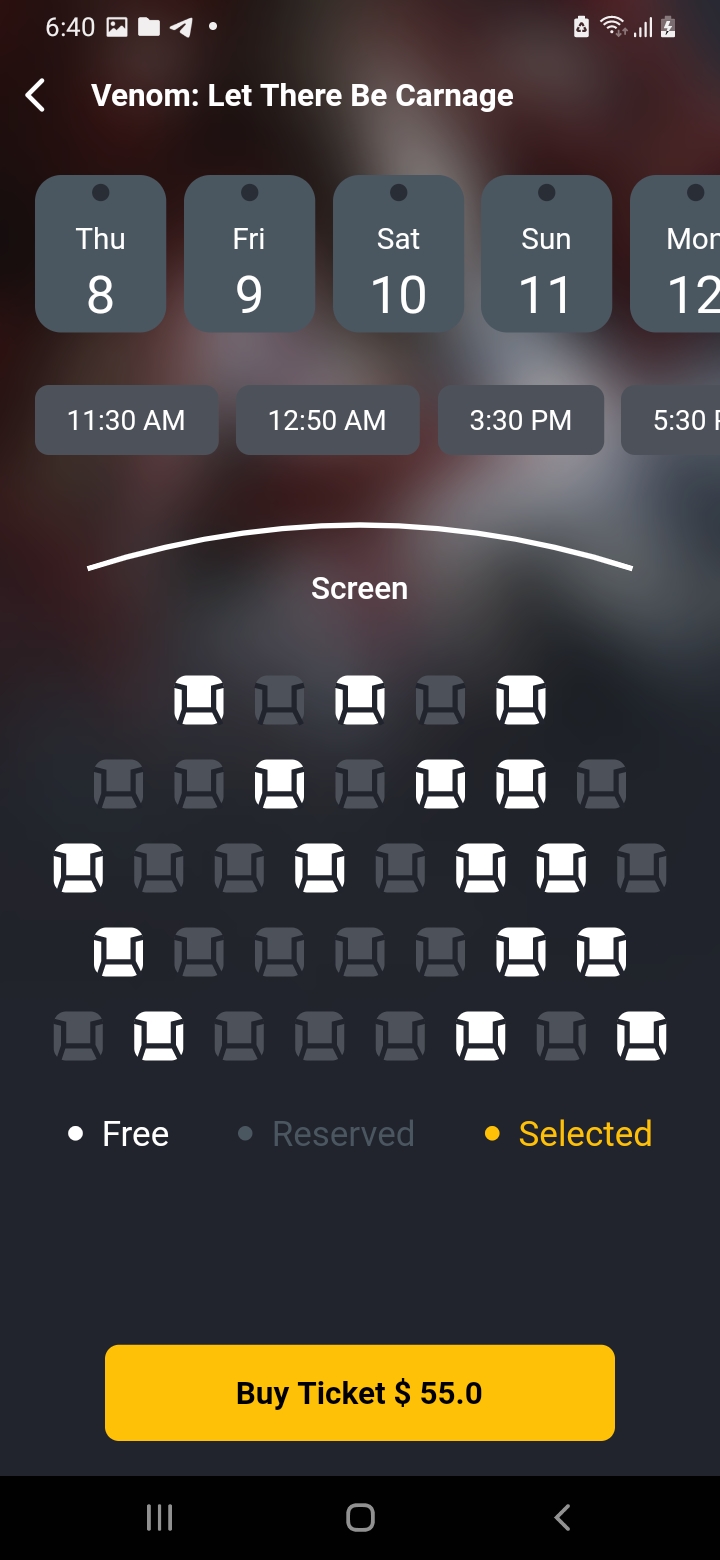 6:40
Venom: Let There Be Carnage
Thu Fri Sat Sun Mon
8 9 10 11 12
11:30 AM 12:50 AM 3:30 PM 5:30
Screen
Free Reserved Selected
Buy Ticket $ 55.0